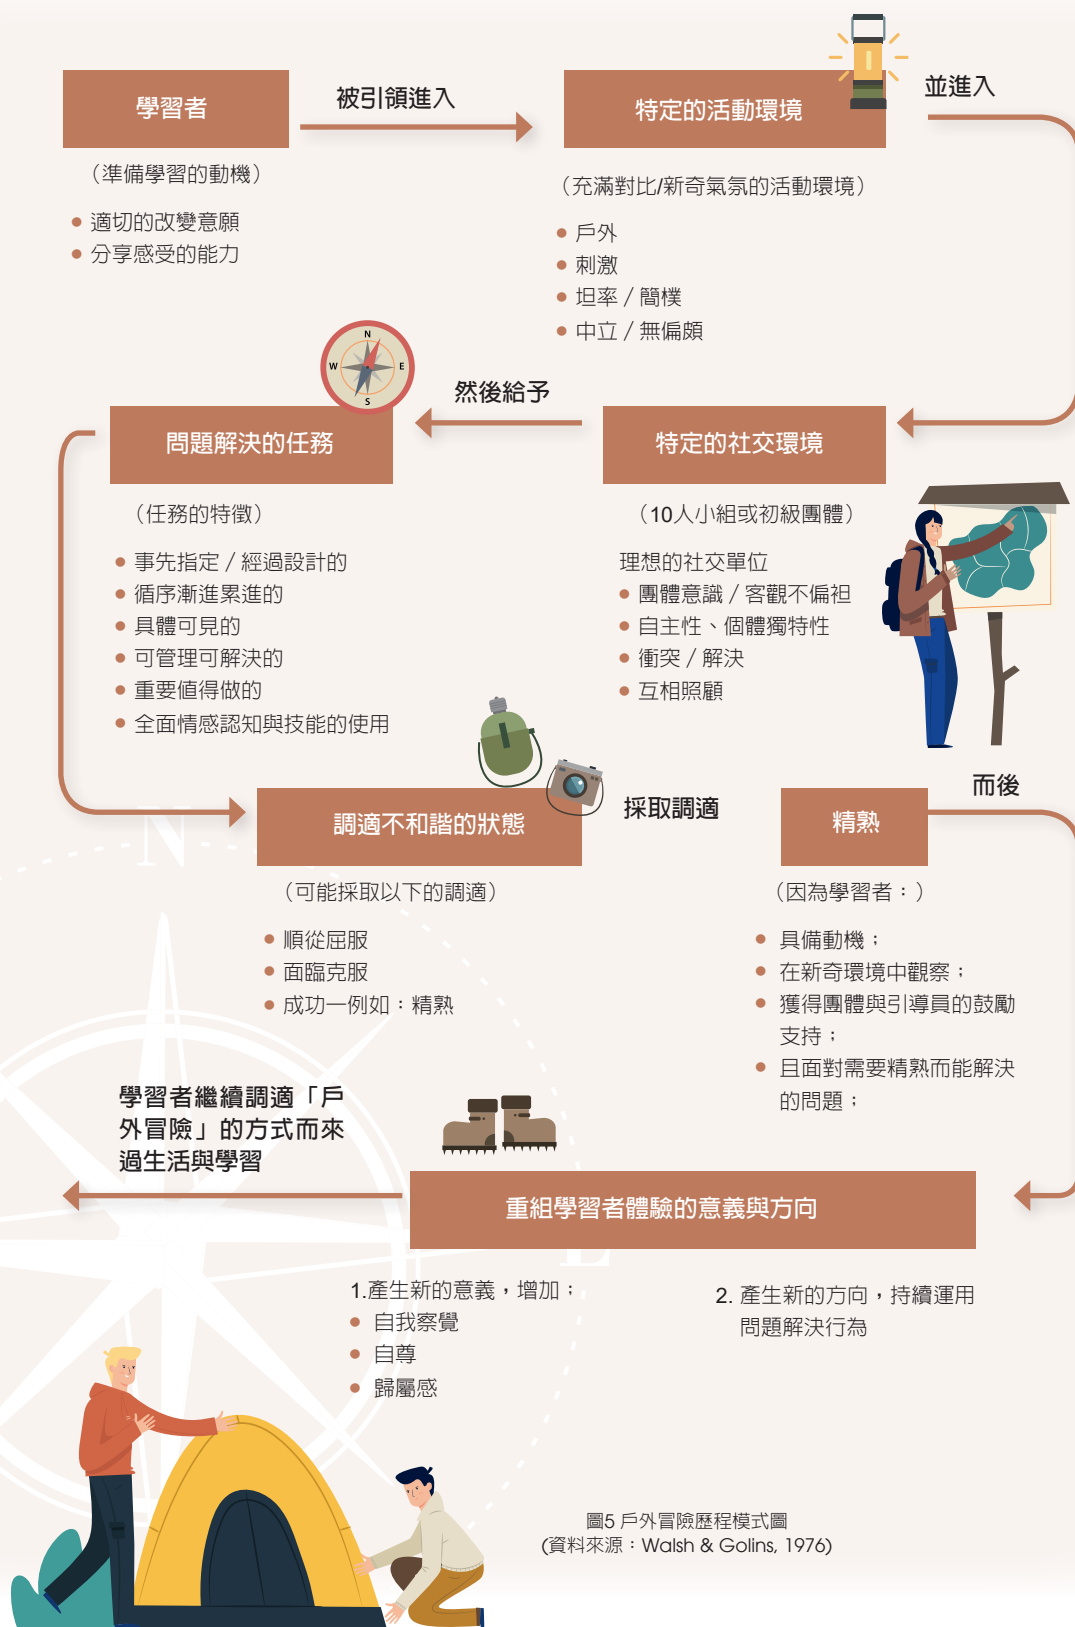 學習者
被引領進入
特定的活動環境
並進入
（準備學習的動機）
• 適切的改變意願
• 分享感受的能力
（充滿對比/新奇氣氛的活動環境）
• 戶外
• 刺激
• 坦率／簡樸
• 中立／無偏頗
N
W
E
S
然後給予
問題解決的任務
特定的社交環境
（任務的特徵）
• 事先指定／經過設計的
• 循序漸進累進的
• 具體可見的
• 可管理可解決的
• 重要值得做的
• 全面情感認知與技能的使用
（10人小組或初級團體）
理想的社交單位
• 團體意識／客觀不偏袒
• 自主性、個體獨特性
• 衝突／解決
• 互相照顧
調適不和諧的狀態
採取調適
精熟
而後
N
（可能採取以下的調適）
• 順從屈服
• 面臨克服
• 成功一例如：精熟
（因為學習者：）
• 具備動機；
• 在新奇環境中觀察；
• 獲得團體與引導員的鼓勵
支持；
• 且面對需要精熟而能解決
的問題；
學習者繼續調適「戶
外冒險」的方式而來
過生活與學習
重組學習者體驗的意義與方向
E
1.產生新的意義，增加；
• 自我察覺
• 自尊
• 歸屬感
2. 產生新的方向，持續運用
問題解決行為
圖5 戶外冒險歷程模式圖
(資料來源：Walsh & Golins, 1976)